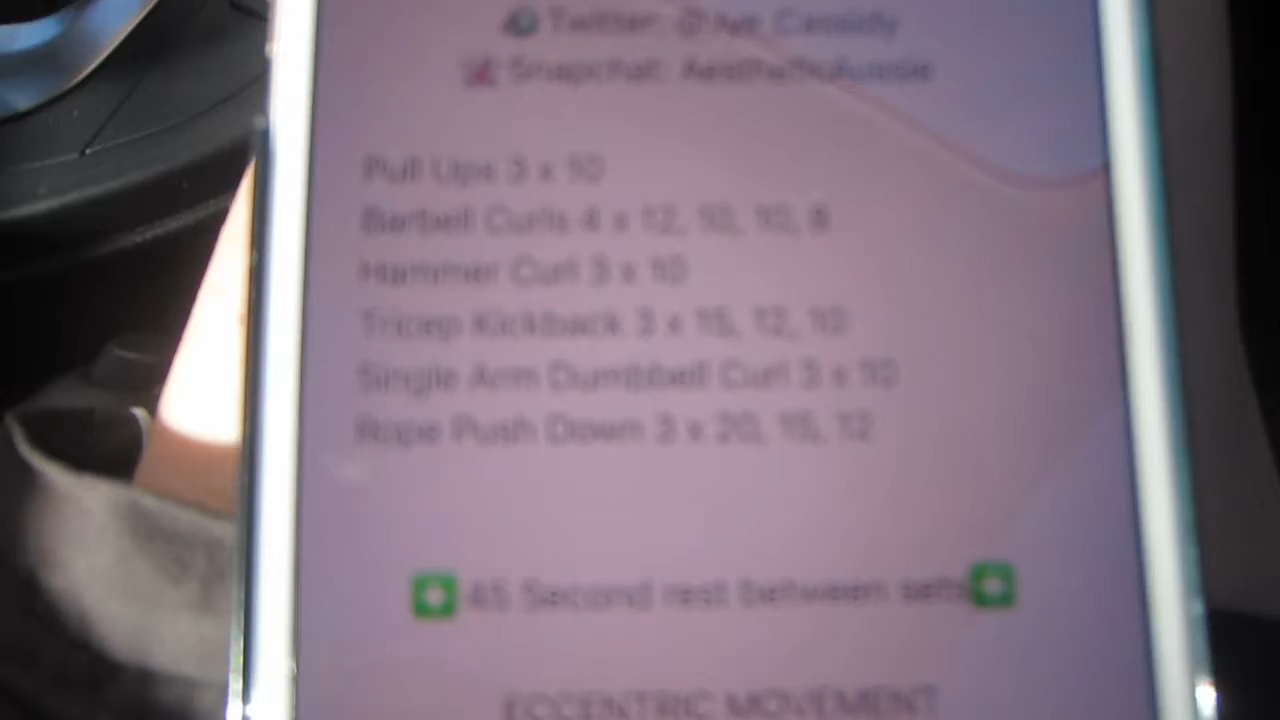 Twitter:
Snapchat:
Pull Ups 3 x 10
Barbell Curls 4 x 12, 10, 10, 8
Hammer Curl 3 x 10
Tricep Kickback 3 x 15, 12, 10
Single Arm Dumbbell Curl 3 x 10
Rope Push Down 3 x 20, 15, 12
45 Second rest between sets
ECCENTRIC MOVEMENT